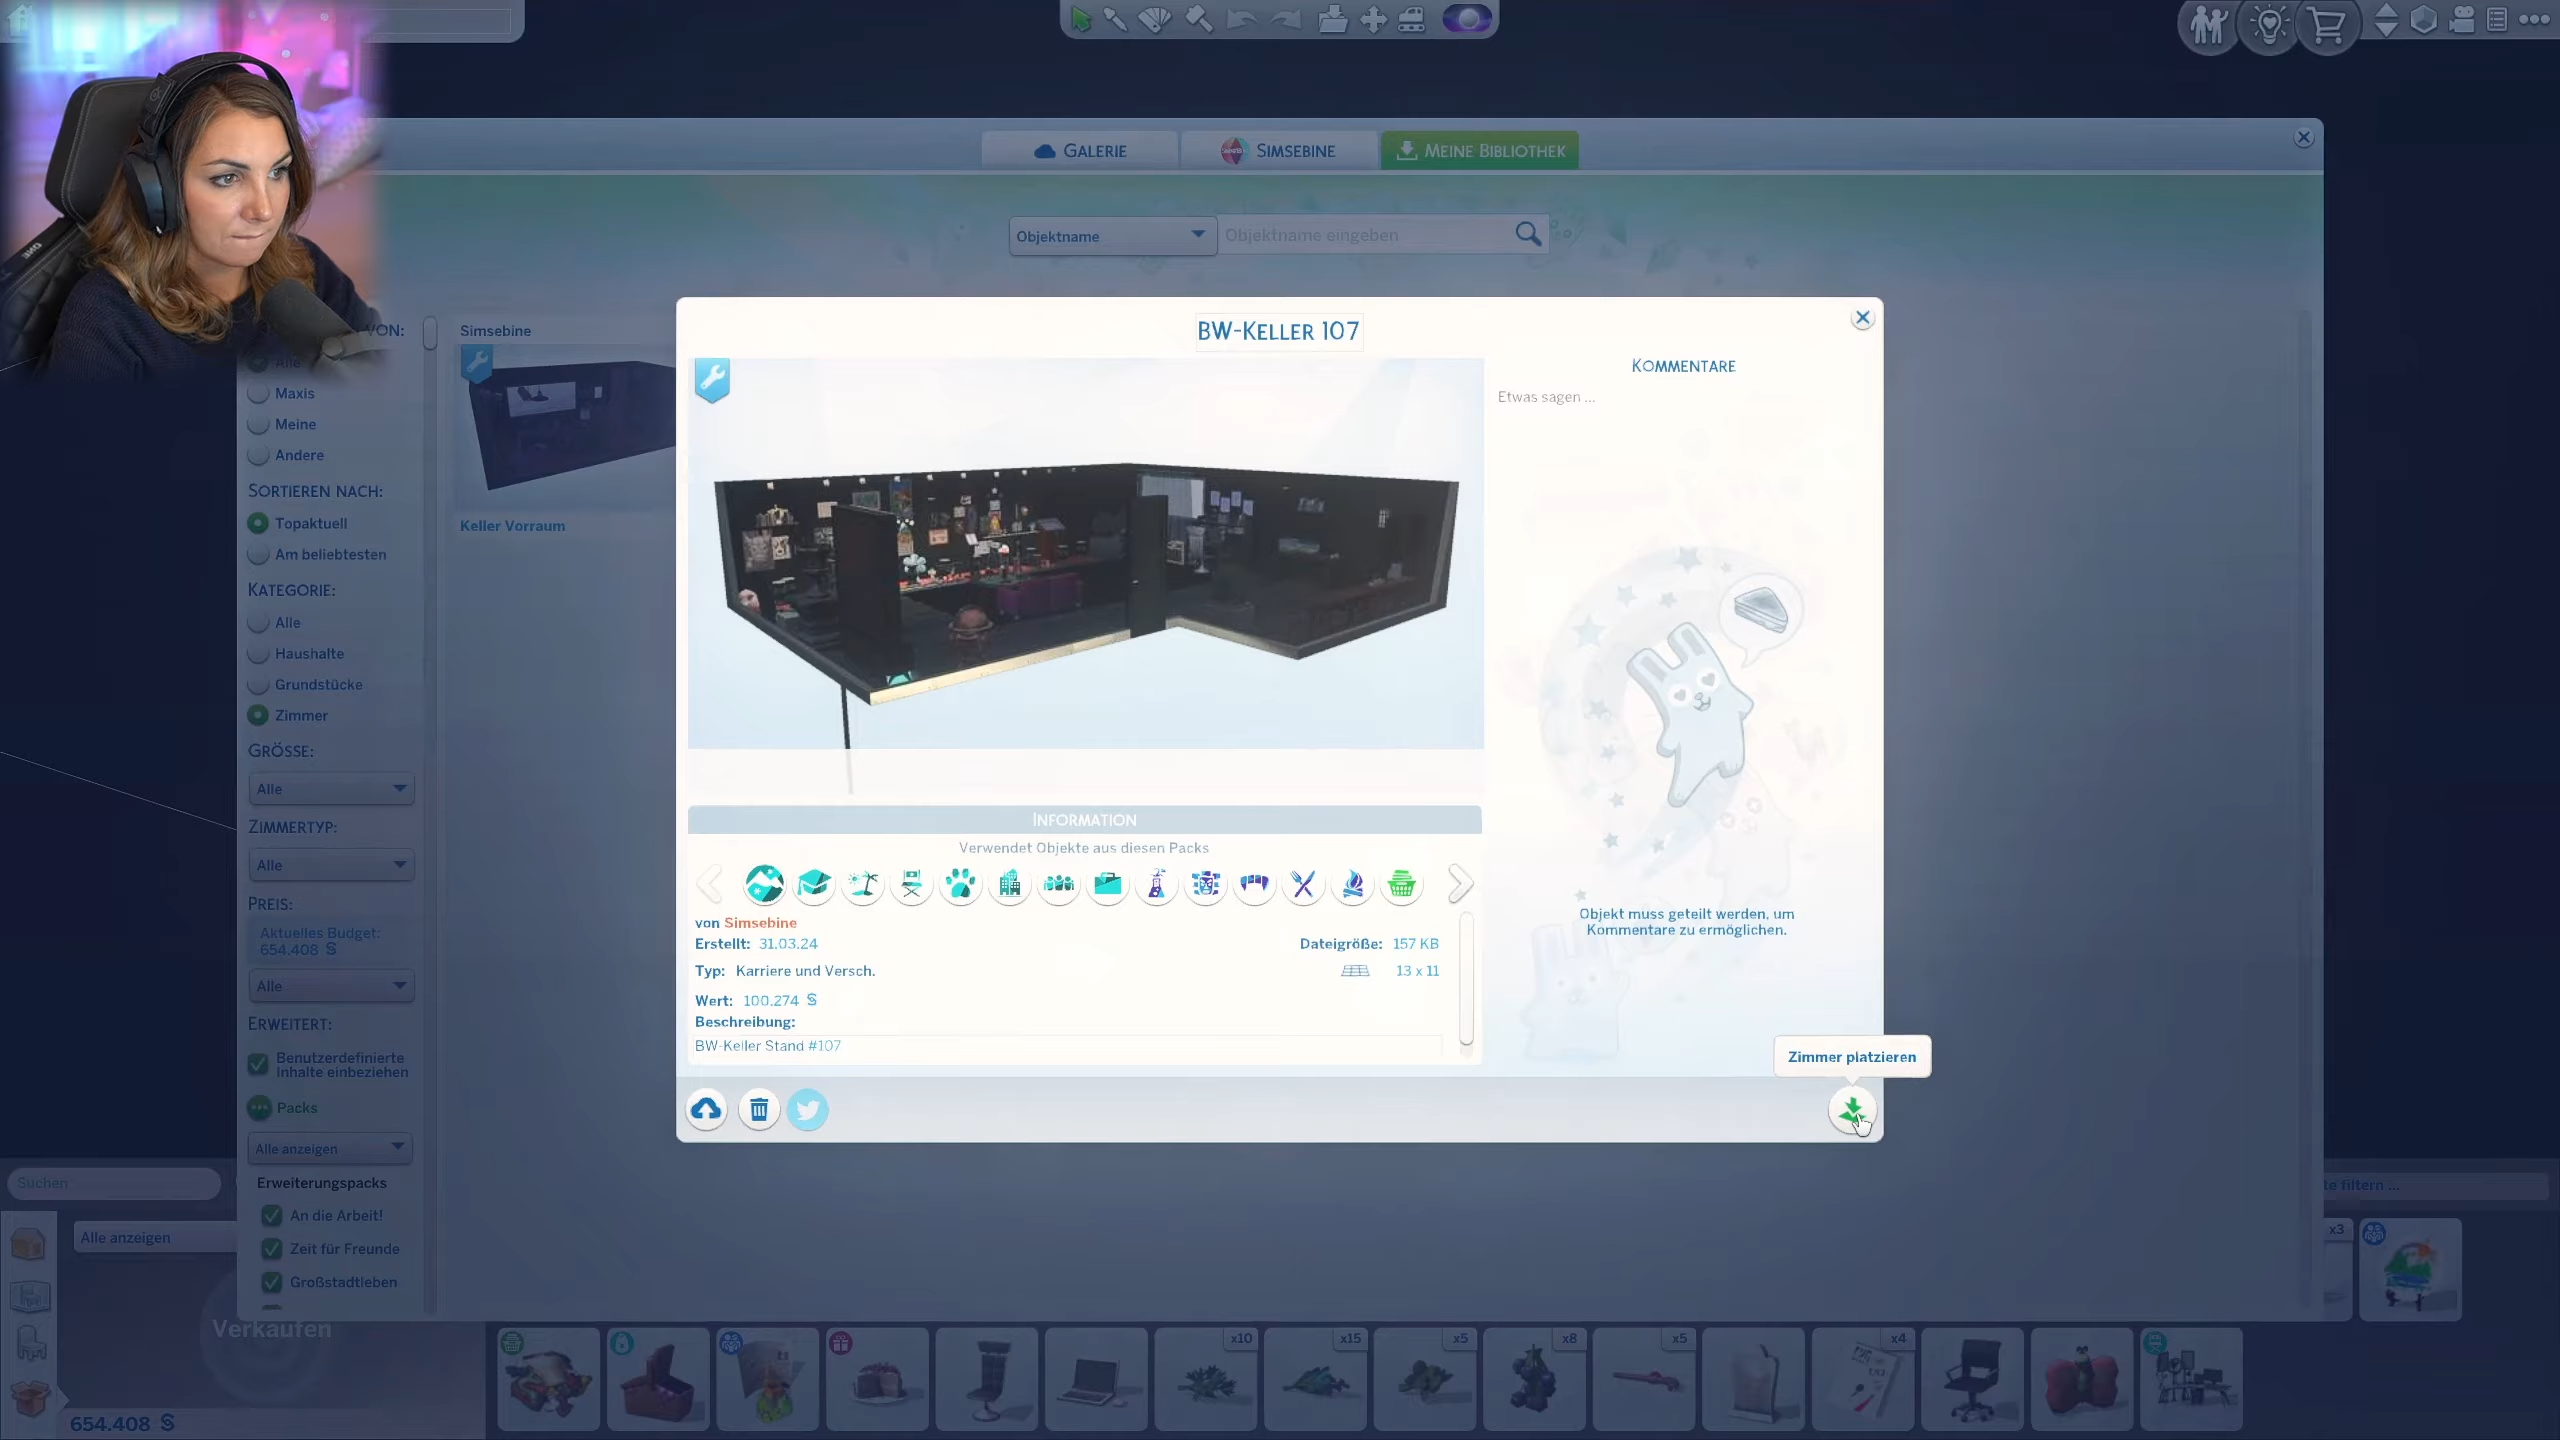 GALERIE
SIMSEBINE
MEINE BIBLIOTHEK
Objektname
Objektname eingeben
VON:
Alle
Maxis
Meine
Andere
SORTIEREN NACH:
Topaktuell
Am beliebtesten
KATEGORIE:
Alle
Haushalte
Grundstücke
Zimmer
GRÖSSE:
Alle
ZIMMERTYP:
Alle
PREIS:
Aktuelles Budget:
654.408
Alle
ERWEITERT:
Benutzerdefinierte
Inhalte einbeziehen
Packs
Alle anzeigen
Erweiterungspacks
An die Arbeit!
Zeit für Freunde
Großstadtleben
Simsebine
Keller Vorraum
BW-KELLER 107
KOMMENTARE
Etwas sagen ...
INFORMATION
Verwendet Objekte aus diesen Packs
von Simsebine
Erstellt: 31.03.24
Dateigröße: 157 KB
Typ: Karriere und Versch.
13 x 11
Wert: 100.274
Beschreibung:
BW-Keller Stand #107
Objekt muss geteilt werden, um
Kommentare zu ermöglichen.
Zimmer platzieren
Suchen
te filtern ...
Alle anzeigen
Verkaufen
654.408
x3
x10
x15
x5
x8
x5
x4